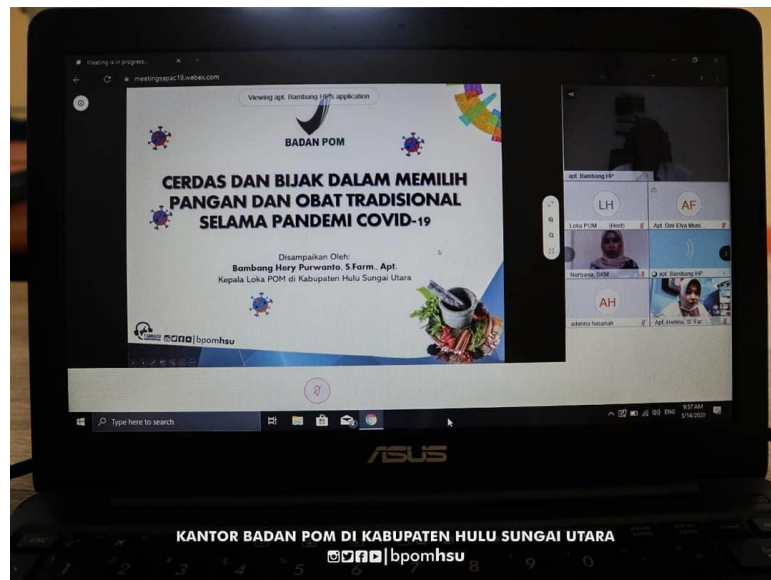 Meeting is in progress...
meetingsapac19.webex.com
Viewing apt. Bambang HP's application
BADAN POM
CERDAS DAN BIJAK DALAM MEMILIH
PANGAN DAN OBAT TRADISIONAL
SELAMA PANDEMI COVID-19
Disampaikan Oleh:
Bambang Hery Purwanto, S.Farm., Apt.
Kepala Loka POM di Kabupaten Hulu Sungai Utara
bpomhsu
apt. Bambang HP
LH
AF
Loka POM (Host)
Apt. Dini Elva Muni
Nuriyana, SKM
apt. Bambang HP
AH
adenna hasanah
Apt. Herlinu, S. Far
Type here to search
ENG
9:57 AM
5/14/2020
ASUS
KANTOR BADAN POM DI KABUPATEN HULU SUNGAI UTARA
bpomhsu